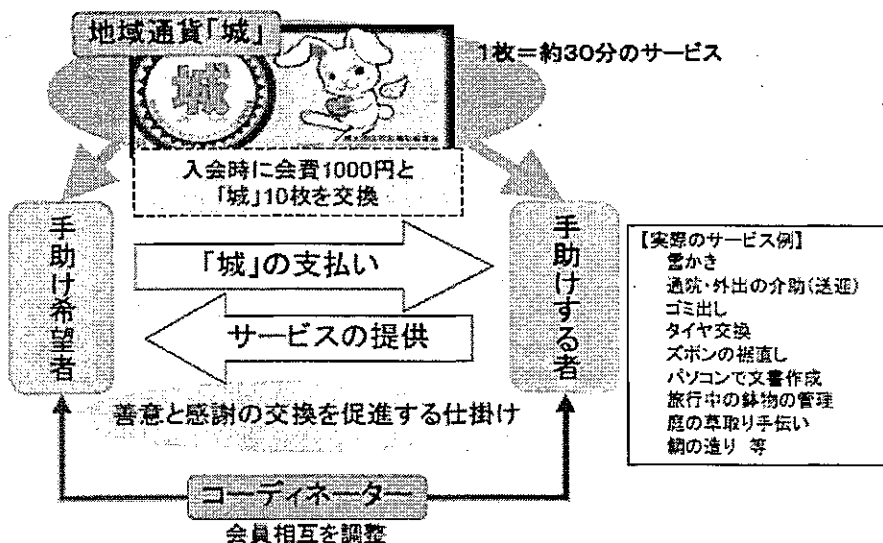 地域通貨「城」
1枚=約30分のサービス
城
入会時に会費1000円と
「城」10枚を交換
手助け希望者
「城」の支払い
サービスの提供
手助けする者
【実際のサービス例】
雪かき
通院・外出の介助(送迎)
ゴミ出し
タイヤ交換
ズボンの裾直し
パソコンで文書作成
旅行中の鉢物の管理
庭の草取り手伝い
鯛の造り 等
善意と感謝の交換を促進する仕掛け
コーディネーター
会員相互を調整